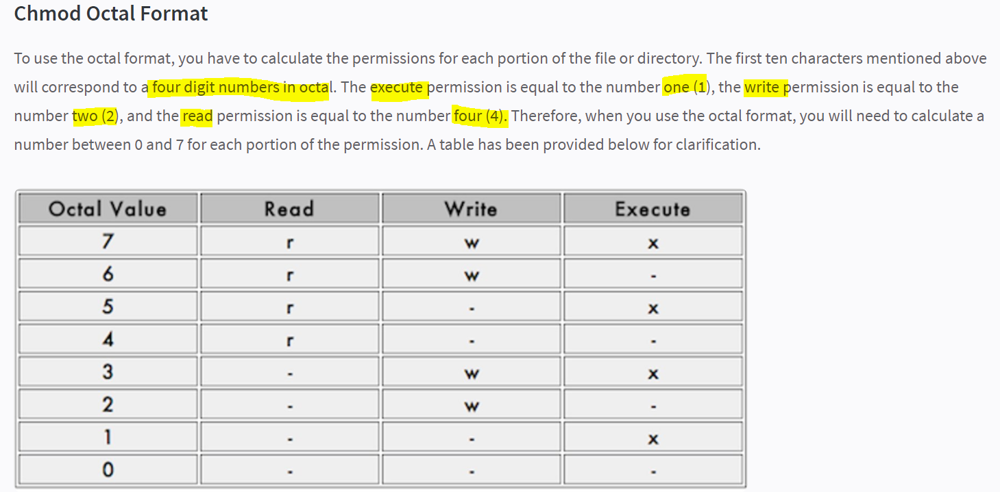 Chmod Octal Format
To use the octal format, you have to calculate the permissions for each portion of the file or directory. The first ten characters mentioned above
will correspond to a four digit numbers in octal. The execute permission is equal to the number one (1), the write permission is equal to the
number two (2), and the read permission is equal to the number four (4). Therefore, when you use the octal format, you will need to calculate a
number between 0 and 7 for each portion of the permission. A table has been provided below for clarification.
Octal Value Read Write Execute
7 r w x
6 r w -
5 r - x
4 r - -
3 - w x
2 - w -
1 - - x
0 - - -